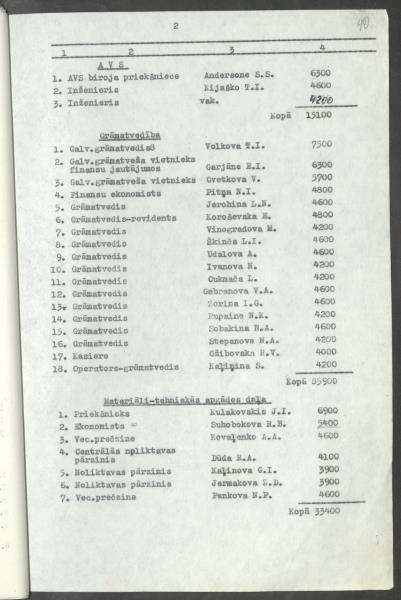 2
40
1 2 3 4
A V S
1. AVS biroja priekšniece Andersone S.S. 6300
2. Inženieris Kijaško T.I. 4600
3. Inženieris vak. 4200
Kopā 15100
Grāmatvedība
1. Galv.grāmatvedis Volkova T.I. 7500
2. Galv.grāmatveža vietnieks
finansu jautājumos Garjāne E.I. 6300
3. Galv.grāmatveža vietnieks Cvetkova V. 5700
4. Finansu ekonomists Pitņa N.I. 4800
5. Grāmatvedis Jerohina L.N. 4600
6. Grāmatvedis-revidents Koroševska E. 4800
7. Grāmatvedis Vinogradova M. 4200
8. Grāmatvedis Škinča L.I. 4600
9. Grāmatvedis Udalova A. 4600
10. Grāmatvedis Ivanova N. 4200
11. Grāmatvedis Cukmača L. 4200
12. Grāmatvedis Gabranova V.A. 4600
13. Grāmatvedis Zorina I.G. 4600
14. Grāmatvedis Rupaine N.K. 4200
15. Grāmatvedis Sobakina N.A. 4600
16. Grāmatvedis Stepanova N.A. 4200
17. Kasiere Gžibovska R.V. 4000
18. Operators-grāmatvedis Kaļiņina S. 4200
Kopā 85900
Materiāli-tehniskās apgādes daļa
1. Priekšnieks Kulakovskis J.I. 6900
2. Ekonomists Suhobokova R.B. 5400
3. Vec.prečzine Kovaļenko A.A. 4600
4. Centrālās npliktavas
pārzinis Dūda R.A. 4100
5. Noliktavas pārzinis Kaļinova G.I. 3900
6. Noliktavas pārzinis Jermakova Z.D. 3900
7. Vec.prečzine Pankova N.P. 4600
Kopā 33400